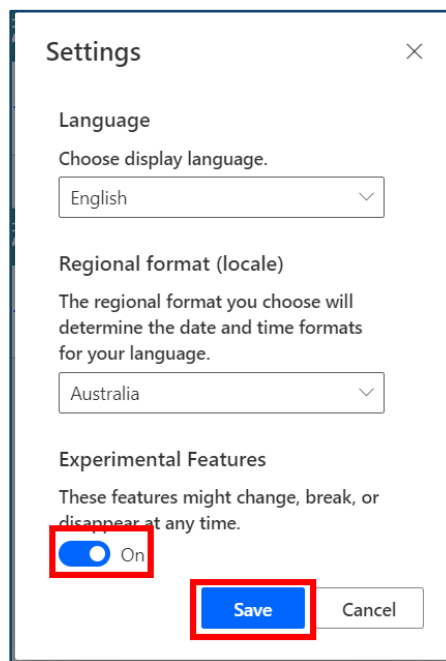 Settings
Language
Choose display language.
English
Regional format (locale)
The regional format you choose will
determine the date and time formats
for your language.
Australia
Experimental Features
These features might change, break, or
disappear at any time.
On
Save
Cancel